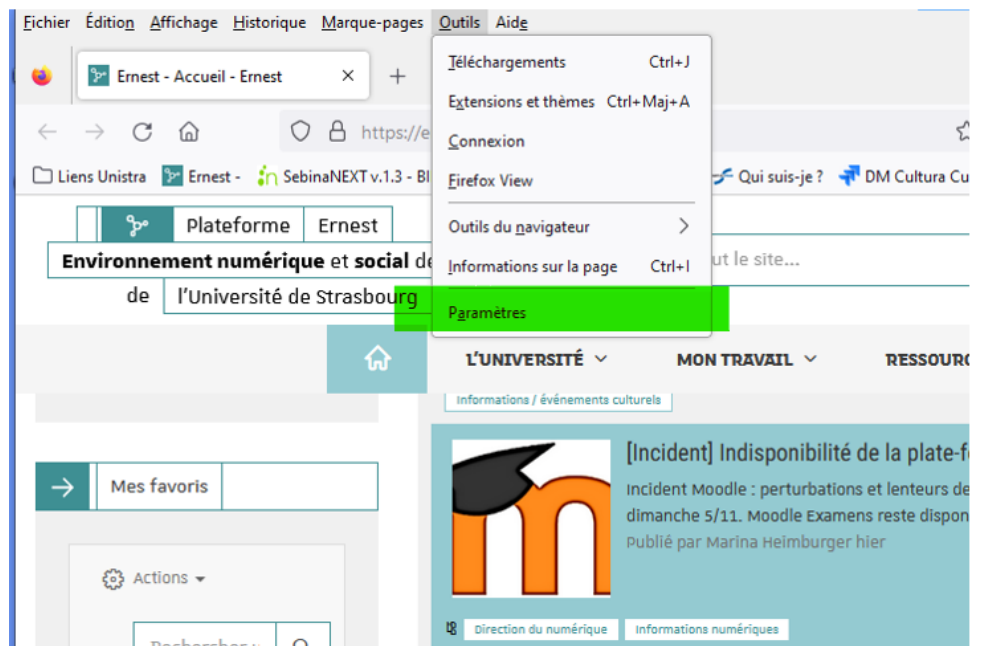 Fichier Édition Affichage Historique Marque-pages Outils Aide
Ernest - Accueil - Ernest
Téléchargements Ctrl+J
Extensions et thèmes Ctrl+Maj+A
https://e
Connexion
Liens Unistra Ernest - SebinaNEXT v.1.3 - BI
Firefox View
Qui suis-je ? DM Cultura Cu
Plateforme Ernest
Outils du navigateur
Environnement numérique et social de
Informations sur la page Ctrl+I
ut le site...
de l'Université de Strasbourg
Paramètres
L'UNIVERSITÉ MON TRAVAIL RESSOURC
Informations / événements culturels
[Incident] Indisponibilité de la plate-f
Mes favoris
Incident Moodle : perturbations et lenteurs de
dimanche 5/11. Moodle Examens reste dispon
Publié par Marina Heimburger hier
Actions
Direction du numérique Informations numériques